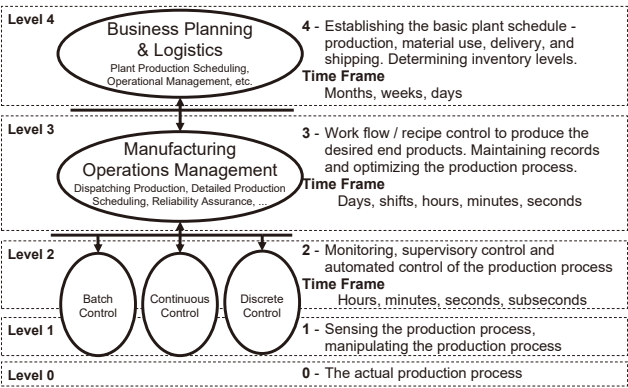 Level 4
Business Planning
& Logistics
Plant Production Scheduling,
Operational Management, etc.
4 - Establishing the basic plant schedule -
production, material use, delivery, and
shipping. Determining inventory levels.
Time Frame
Months, weeks, days
Level 3
Manufacturing
Operations Management
Dispatching Production, Detailed Production
Scheduling, Reliability Assurance, ...
3 - Work flow / recipe control to produce the
desired end products. Maintaining records
and optimizing the production process.
Time Frame
Days, shifts, hours, minutes, seconds
Level 2
Batch
Control
Continuous
Control
Discrete
Control
2 - Monitoring, supervisory control and
automated control of the production process
Time Frame
Hours, minutes, seconds, subseconds
Level 1
1 - Sensing the production process,
manipulating the production process
Level 0
0 - The actual production process